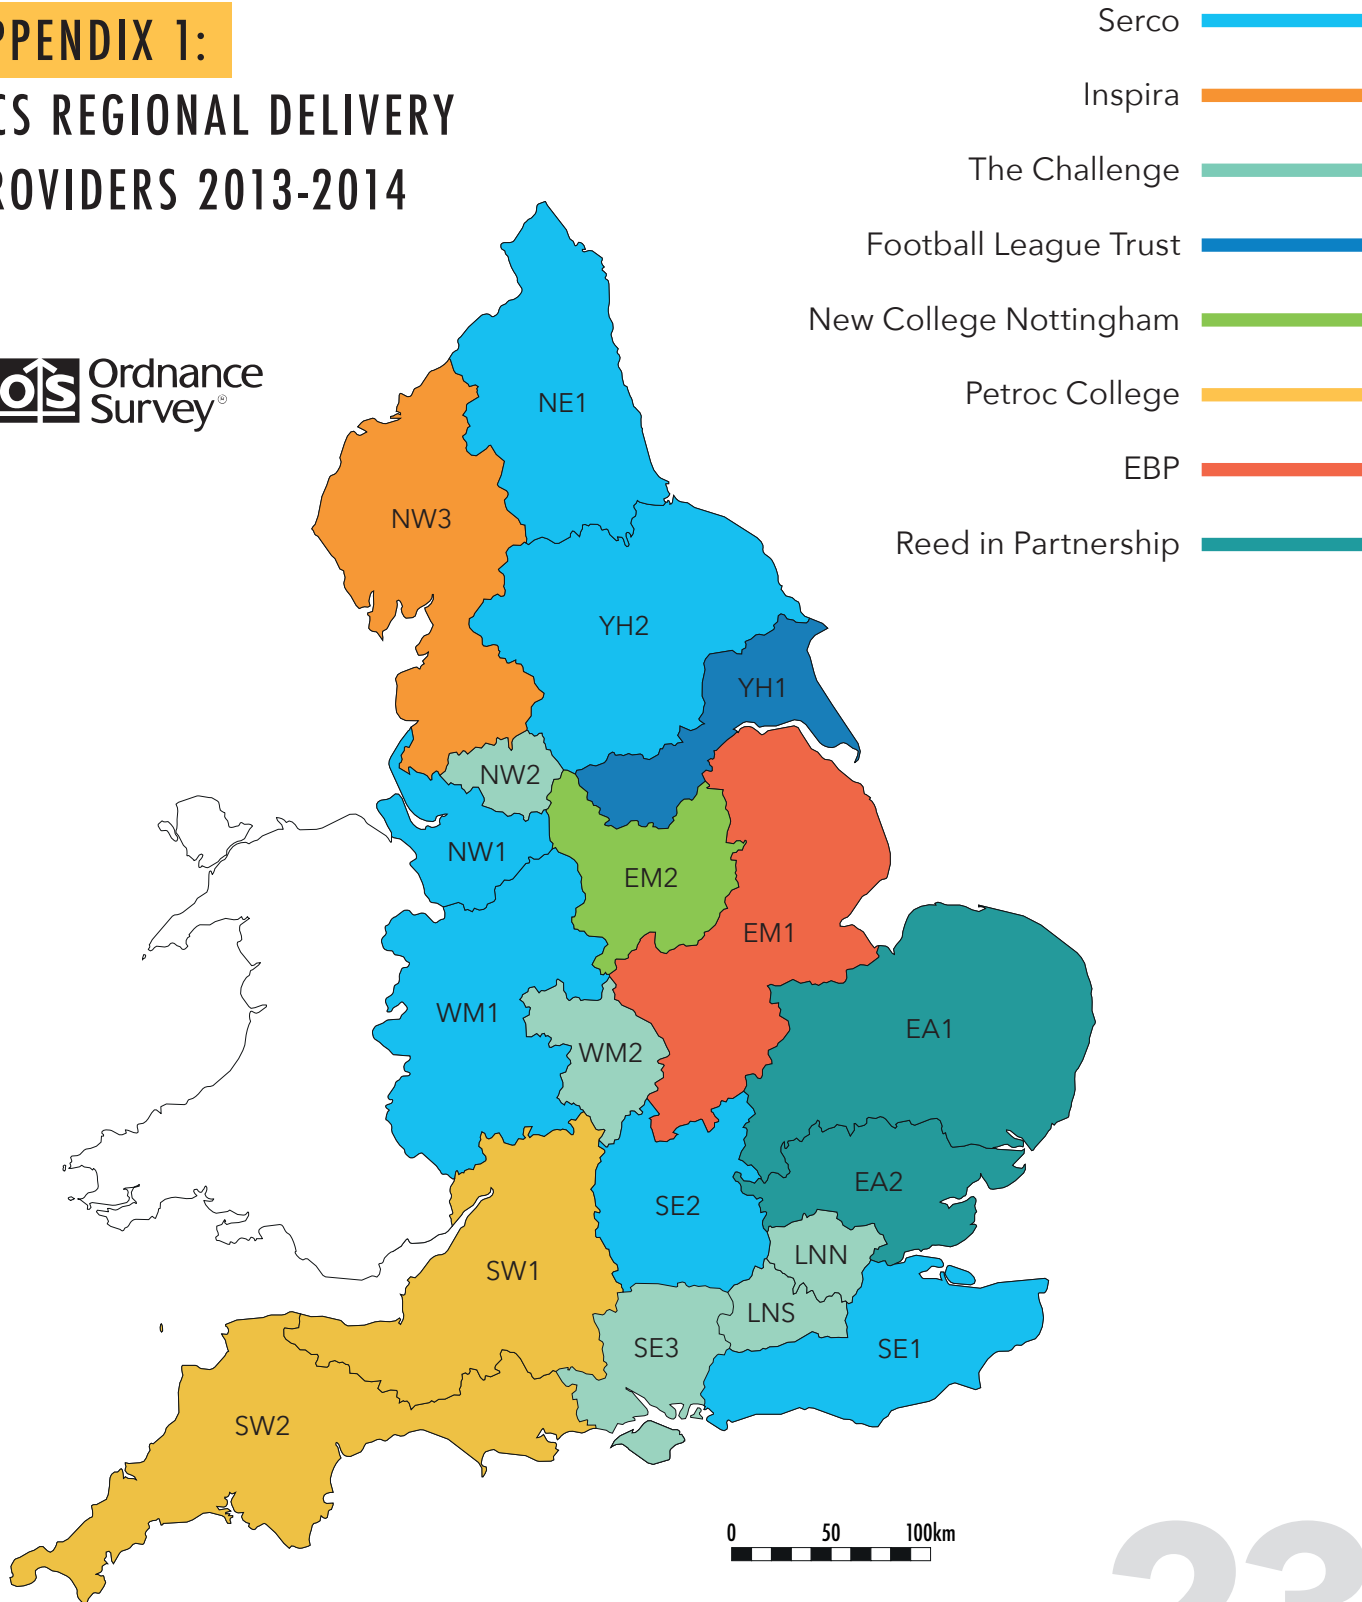 PPENDIX 1:
CS REGIONAL DELIVERY
ROVIDERS 2013-2014
Serco
Inspira
The Challenge
Football League Trust
New College Nottingham
Petroc College
EBP
Reed in Partnership
OS Ordnance
Survey®
NE1
NW3
YH2
YH1
NW2
NW1
EM2
EM1
WM1
WM2
EA1
EA2
SE2
LNN
SW1
LNS
SE3
SE1
SW2
0 50 100km
23